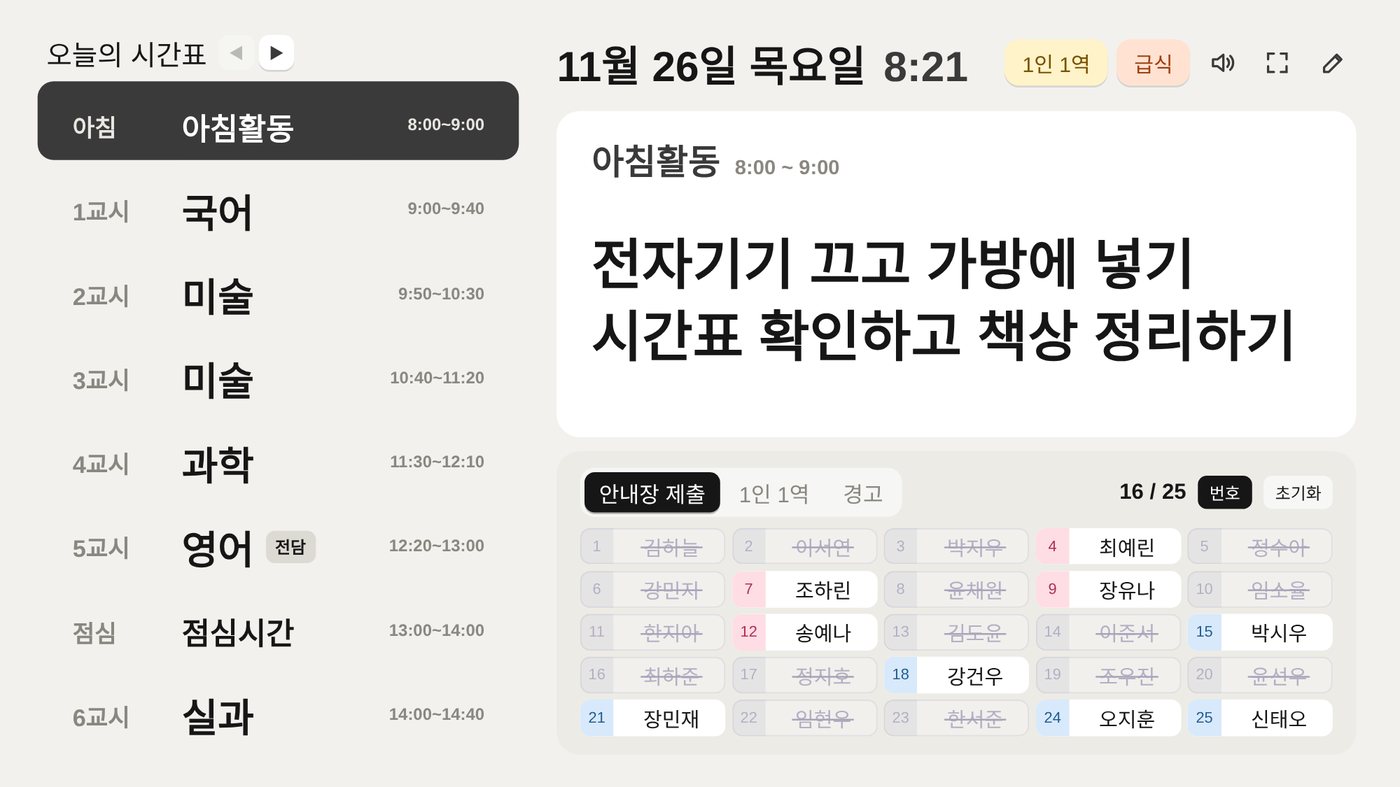 오늘의 시간표 ◀ ▶
아침 아침활동 8:00~9:00
1교시 국어 9:00~9:40
2교시 미술 9:50~10:30
3교시 미술 10:40~11:20
4교시 과학 11:30~12:10
5교시 영어 전담 12:20~13:00
점심 점심시간 13:00~14:00
6교시 실과 14:00~14:40
11월 26일 목요일 8:21 1인 1역 급식
아침활동 8:00 ~ 9:00
전자기기 끄고 가방에 넣기
시간표 확인하고 책상 정리하기
안내장 제출 1인 1역 경고 16 / 25 번호 초기화
1 김하늘 2 이서연 3 박지우 4 최예린 5 정수아
6 강민지 7 조하린 8 윤채원 9 장유나 10 임소율
11 한지아 12 송예나 13 김도윤 14 이준서 15 박시우
16 최하준 17 정지호 18 강건우 19 조우진 20 윤선우
21 장민재 22 임현우 23 한서준 24 오지훈 25 신태오